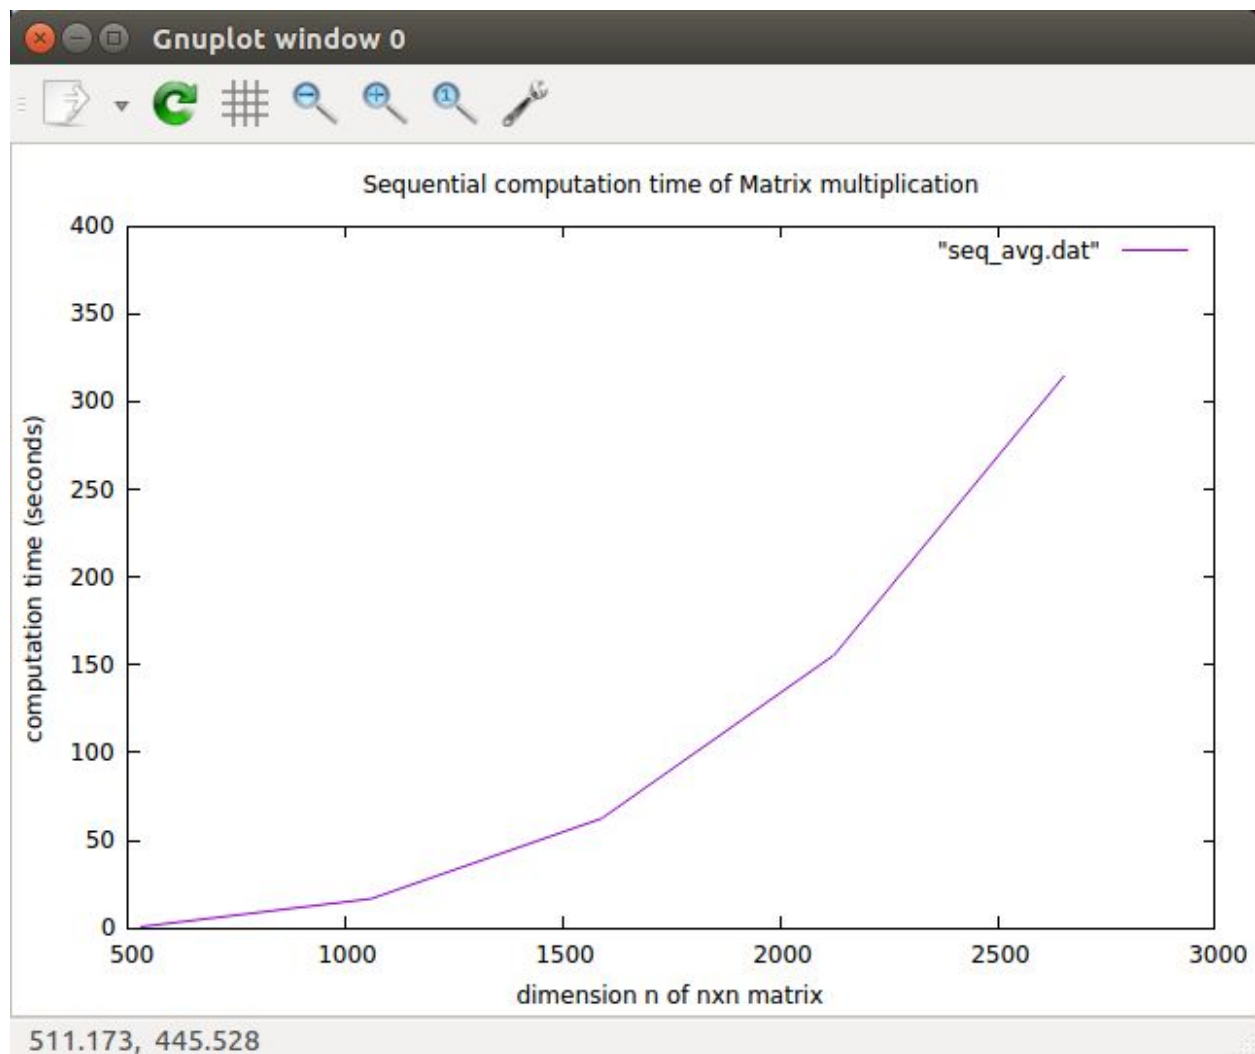 Gnuplot window 0
1
Sequential computation time of Matrix multiplication
"seq_avg.dat"
400
350
300
250
200
150
100
50
0
computation time (seconds)
500 1000 1500 2000 2500 3000
dimension n of nxn matrix
511.173, 445.528